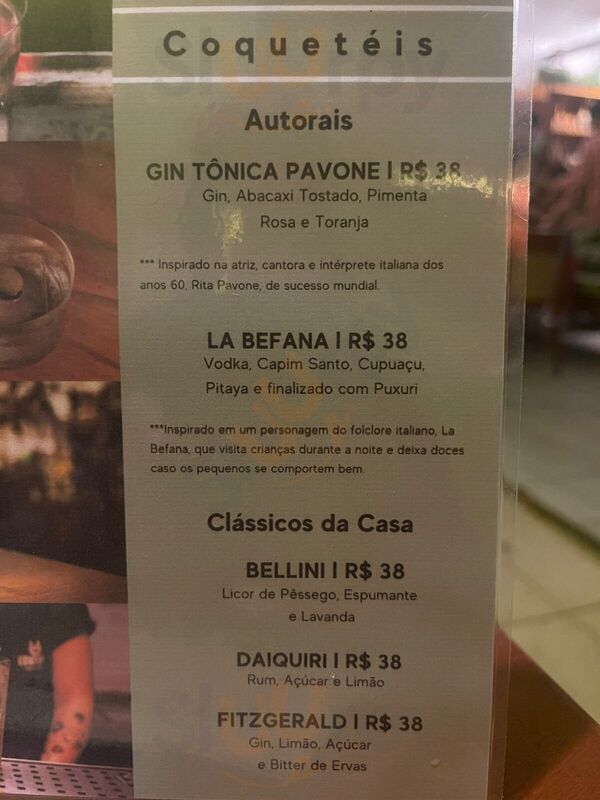 Coquetéis
Autorais
GIN TÔNICA PAVONE | R$ 38
Gin, Abacaxi Tostado, Pimenta
Rosa e Toranja
*** Inspirado na atriz, cantora e intérprete italiana dos
anos 60, Rita Pavone, de sucesso mundial.
LA BEFANA | R$ 38
Vodka, Capim Santo, Cupuaçu,
Pitaya e finalizado com Puxuri
***Inspirado em um personagem do folclore italiano, La
Befana, que visita crianças durante a noite e deixa doces
caso os pequenos se comportem bem.
Clássicos da Casa
BELLINI | R$ 38
Licor de Pêssego, Espumante
e Lavanda
DAIQUIRI | R$ 38
Rum, Açúcar e Limão
FITZGERALD | R$ 38
Gin, Limão, Açúcar
e Bitter de Ervas